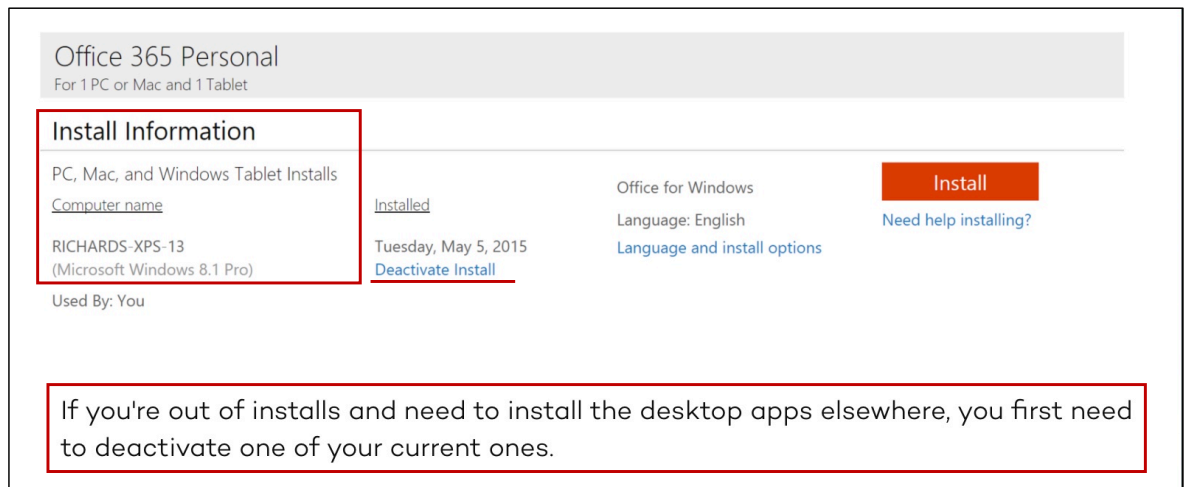 Office 365 Personal
For 1 PC or Mac and 1 Tablet
Install Information
PC, Mac, and Windows Tablet Installs
Computer name
RICHARDS-XPS-13
(Microsoft Windows 8.1 Pro)
Used By: You
Installed
Tuesday, May 5, 2015
Deactivate Install
Office for Windows
Language: English
Language and install options
Install
Need help installing?
If you're out of installs and need to install the desktop apps elsewhere, you first need
to deactivate one of your current ones.